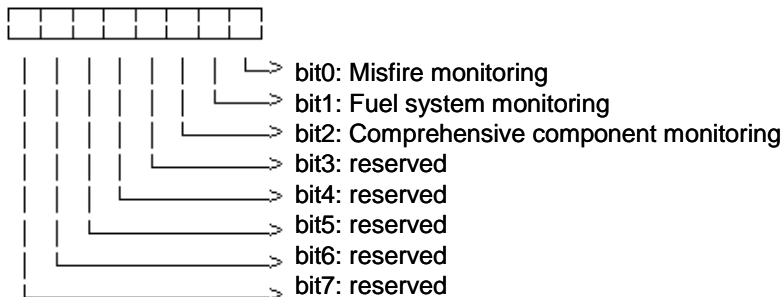 bit0: Misfire monitoring
bit1: Fuel system monitoring
bit2: Comprehensive component monitoring
bit3: reserved
bit4: reserved
bit5: reserved
bit6: reserved
bit7: reserved